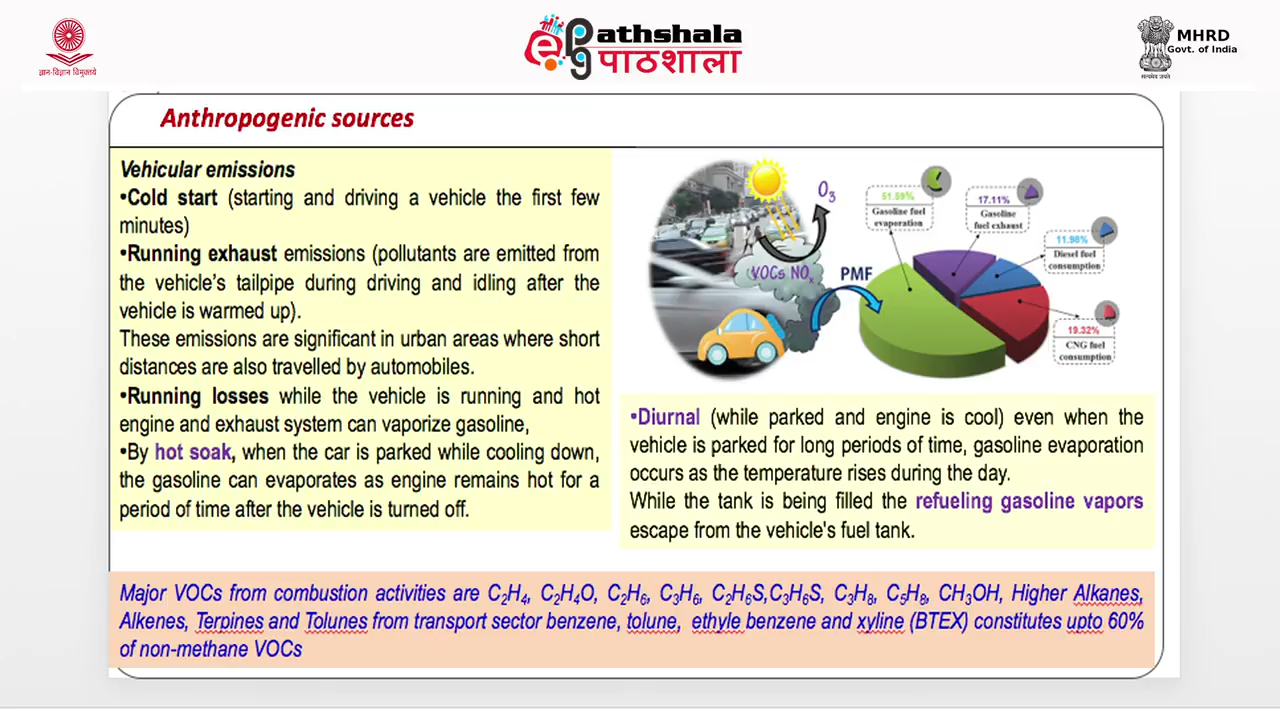 ज्ञान-विज्ञान विमुक्तये
ePathshala
पाठशाला
MHRD
Govt. of India
सत्यमेव जयते
Anthropogenic sources
Vehicular emissions
•Cold start (starting and driving a vehicle the first few
minutes)
•Running exhaust emissions (pollutants are emitted from
the vehicle's tailpipe during driving and idling after the
vehicle is warmed up).
These emissions are significant in urban areas where short
distances are also travelled by automobiles.
•Running losses while the vehicle is running and hot
engine and exhaust system can vaporize gasoline,
•By hot soak, when the car is parked while cooling down,
the gasoline can evaporates as engine remains hot for a
period of time after the vehicle is turned off.
O₃
VOCs NOₓ
PMF
51.59%
Gasoline fuel
evaporation
17.11%
Gasoline
fuel exhaust
11.98%
Diesel fuel
consumption
19.32%
CNG fuel
consumption
•Diurnal (while parked and engine is cool) even when the
vehicle is parked for long periods of time, gasoline evaporation
occurs as the temperature rises during the day.
While the tank is being filled the refueling gasoline vapors
escape from the vehicle's fuel tank.
Major VOCs from combustion activities are C₂H₄, C₂H₄O, C₂H₆, C₃H₆, C₂H₆S,C₃H₆S, C₃H₈, C₅H₈, CH₃OH, Higher Alkanes,
Alkenes, Terpines and Tolunes from transport sector benzene, tolune, ethyle benzene and xyline (BTEX) constitutes upto 60%
of non-methane VOCs